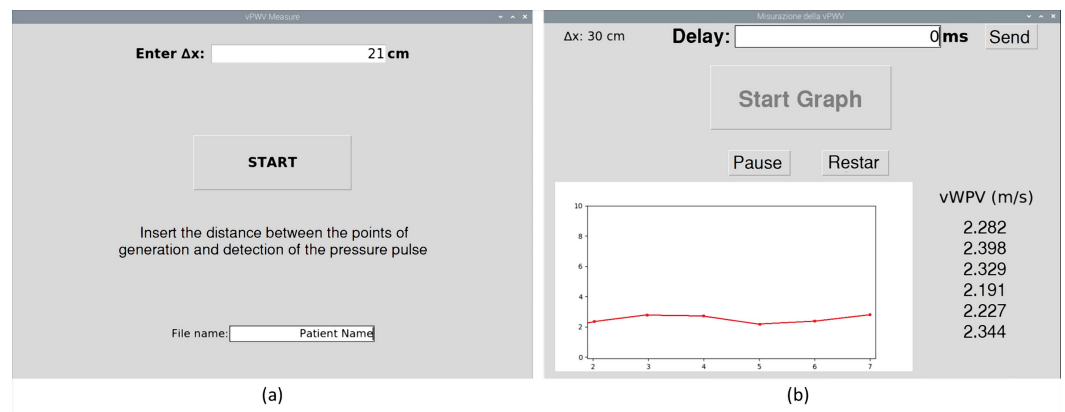 vPWV Measure
Enter Δx: 21 cm
START
Insert the distance between the points of
generation and detection of the pressure pulse
File name: Patient Name
(a)
Misurazione della vPWV
Δx: 30 cm Delay: 0 ms Send
Start Graph
Pause Restar
10
8
6
4
2
0
2 3 4 5 6 7
vWPV (m/s)
2.282
2.398
2.329
2.191
2.227
2.344
(b)